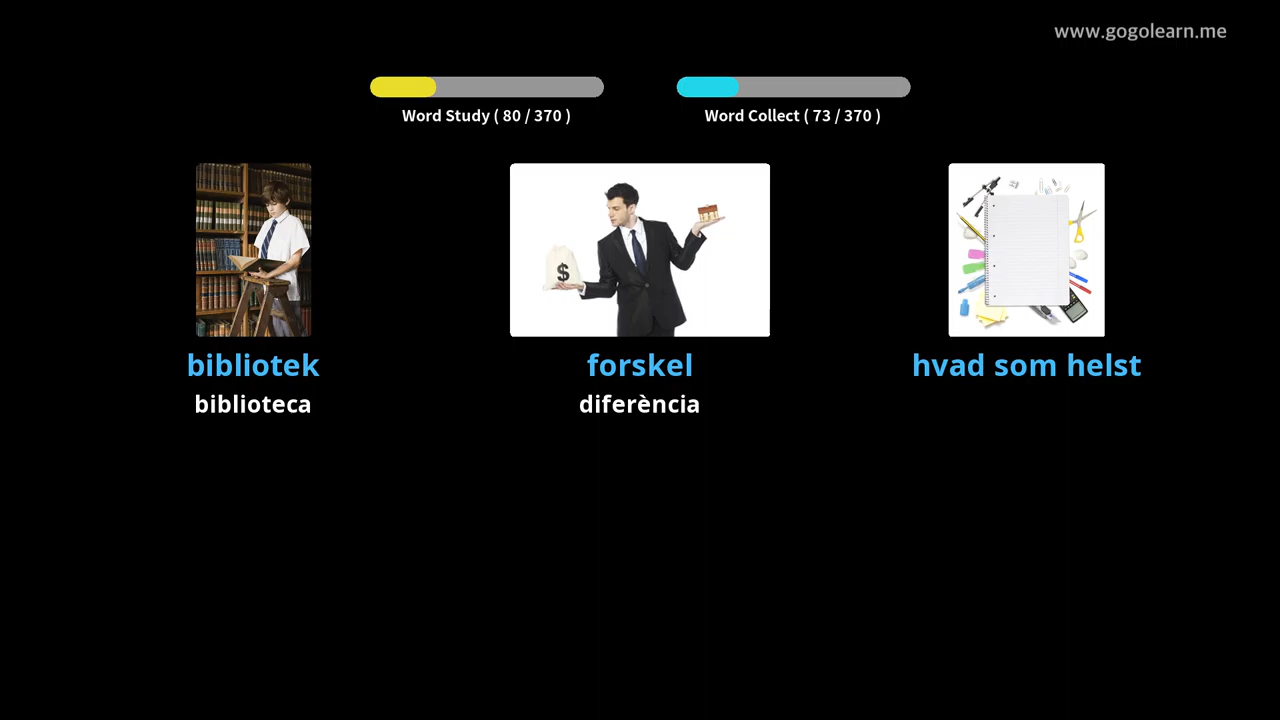 www.gogolearn.me
Word Study ( 80 / 370 )
Word Collect ( 73 / 370 )
$
bibliotek
forskel
hvad som helst
biblioteca
diferència